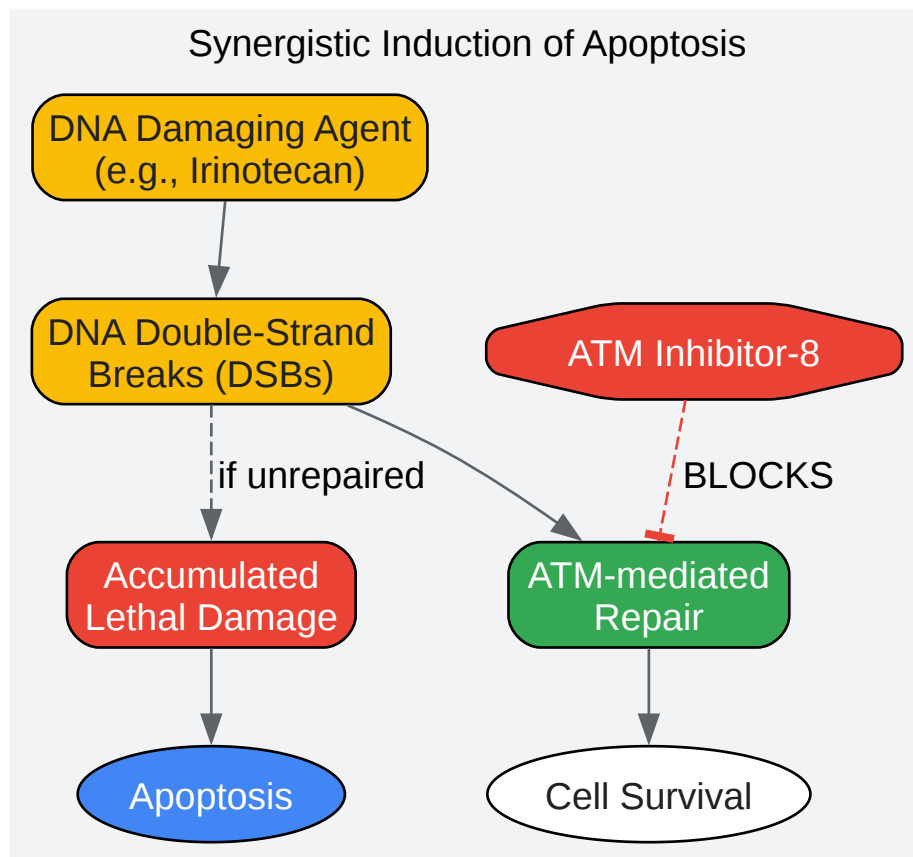 Synergistic Induction of Apoptosis
DNA Damaging Agent
(e.g., Irinotecan)
DNA Double-Strand
Breaks (DSBs)
ATM Inhibitor-8
if unrepaired
BLOCKS
Accumulated
Lethal Damage
ATM-mediated
Repair
Apoptosis
Cell Survival